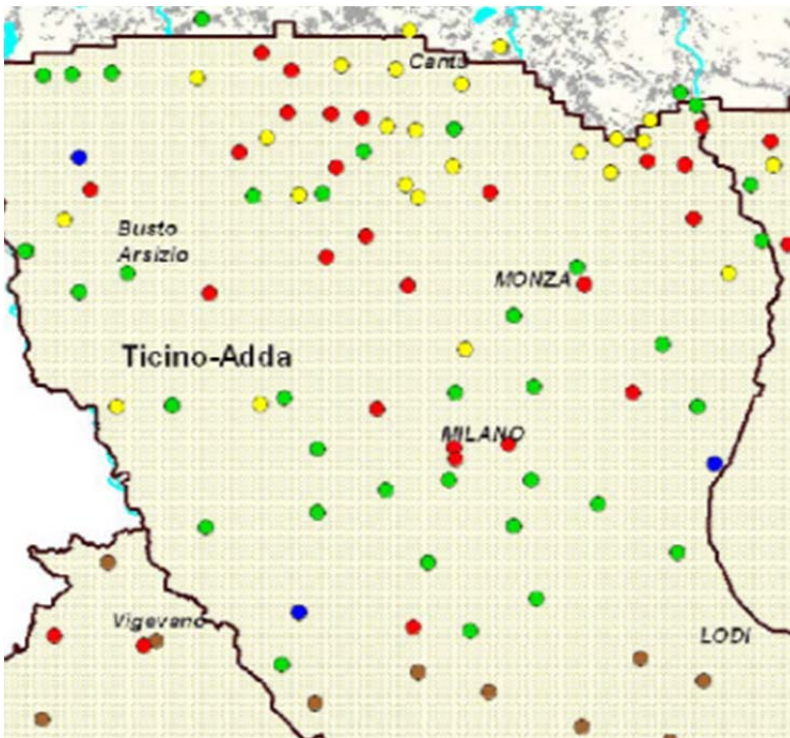 Cantù
Busto
Arsizio
MONZA
Ticino-Adda
MILANO
Vigevano
LODI